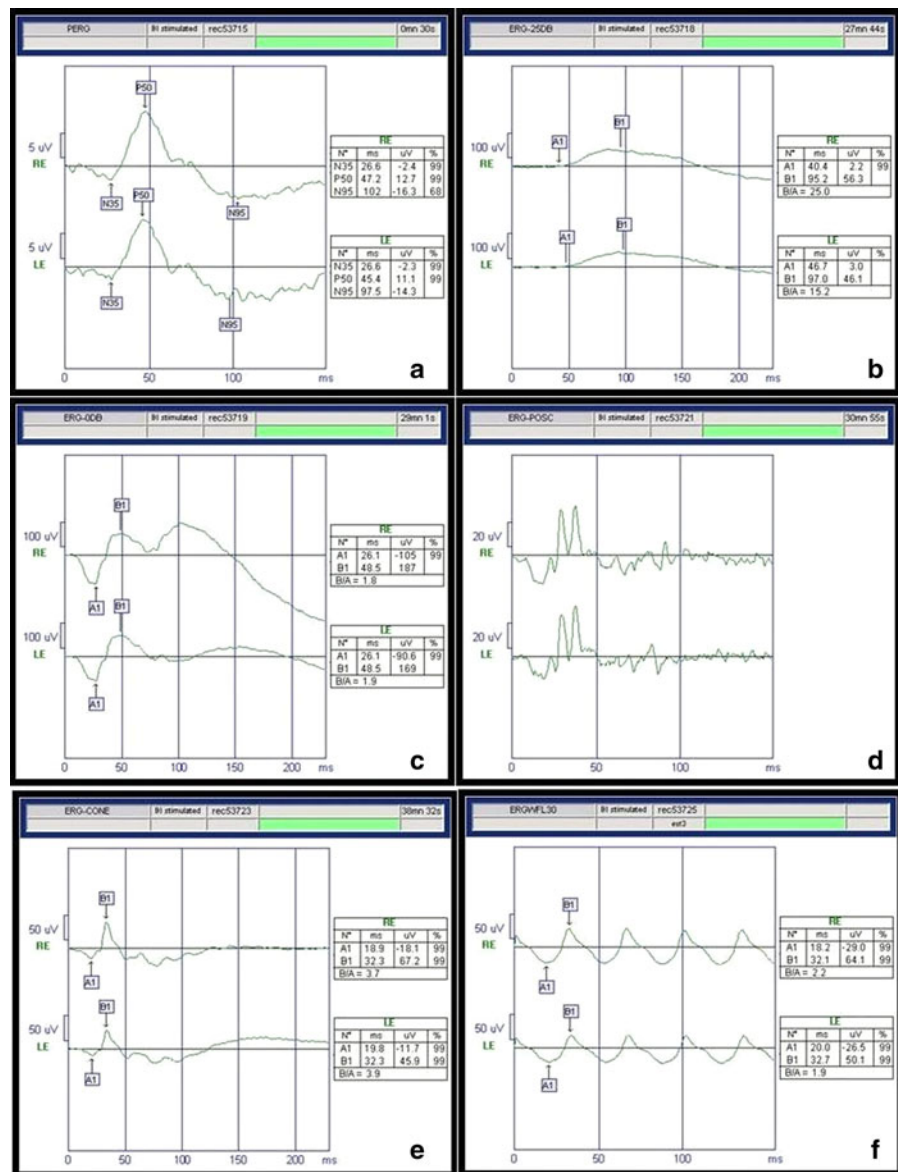 PERG BI stimulated rec53715 0mn 30s
P50
5 uV
RE
N35
N95
RE
N° ms uV %
N35 26.6 -2.4 99
P50 47.2 12.7 99
N95 102 -16.3 68
P50
5 uV
LE
N35
N95
LE
N° ms uV %
N35 26.6 -2.3 99
P50 45.4 11.1 99
N95 97.5 -14.3
0 50 100 ms
a
ERG-25DB BI stimulated rec53718 27mn 44s
A1 B1
100 uV
RE
RE
N° ms uV %
A1 40.4 2.2 99
B1 95.2 56.3
B/A = 25.0
A1 B1
100 uV
LE
LE
N° ms uV %
A1 46.7 3.0
B1 97.0 46.1
B/A = 15.2
0 50 100 150 200 ms
b
ERG-0DB BI stimulated rec53719 29mn 1s
B1
100 uV
RE
A1
RE
N° ms uV %
A1 26.1 -105 99
B1 48.5 187
B/A = 1.8
B1
100 uV
LE
A1
LE
N° ms uV %
A1 26.1 -90.6 99
B1 48.5 169
B/A = 1.9
0 50 100 150 200 ms
c
ERG-POSC BI stimulated rec53721 30mn 55s
20 uV
RE
20 uV
LE
0 50 100 ms
d
ERG-CONE BI stimulated rec53723 38mn 32s
B1
50 uV
RE
A1
RE
N° ms uV %
A1 18.9 -18.1 99
B1 32.3 67.2 99
B/A = 3.7
B1
50 uV
LE
A1
LE
N° ms uV %
A1 19.8 -11.7 99
B1 32.3 45.9 99
B/A = 3.9
0 50 100 150 200 ms
e
ERGWFL30 BI stimulated rec53725
B1
50 uV
RE
A1
RE
N° ms uV %
A1 18.2 -29.0 99
B1 32.1 64.1 99
B/A = 2.2
B1
50 uV
LE
A1
LE
N° ms uV %
A1 20.0 -26.5 99
B1 32.7 50.1 99
B/A = 1.9
0 50 100 ms
f